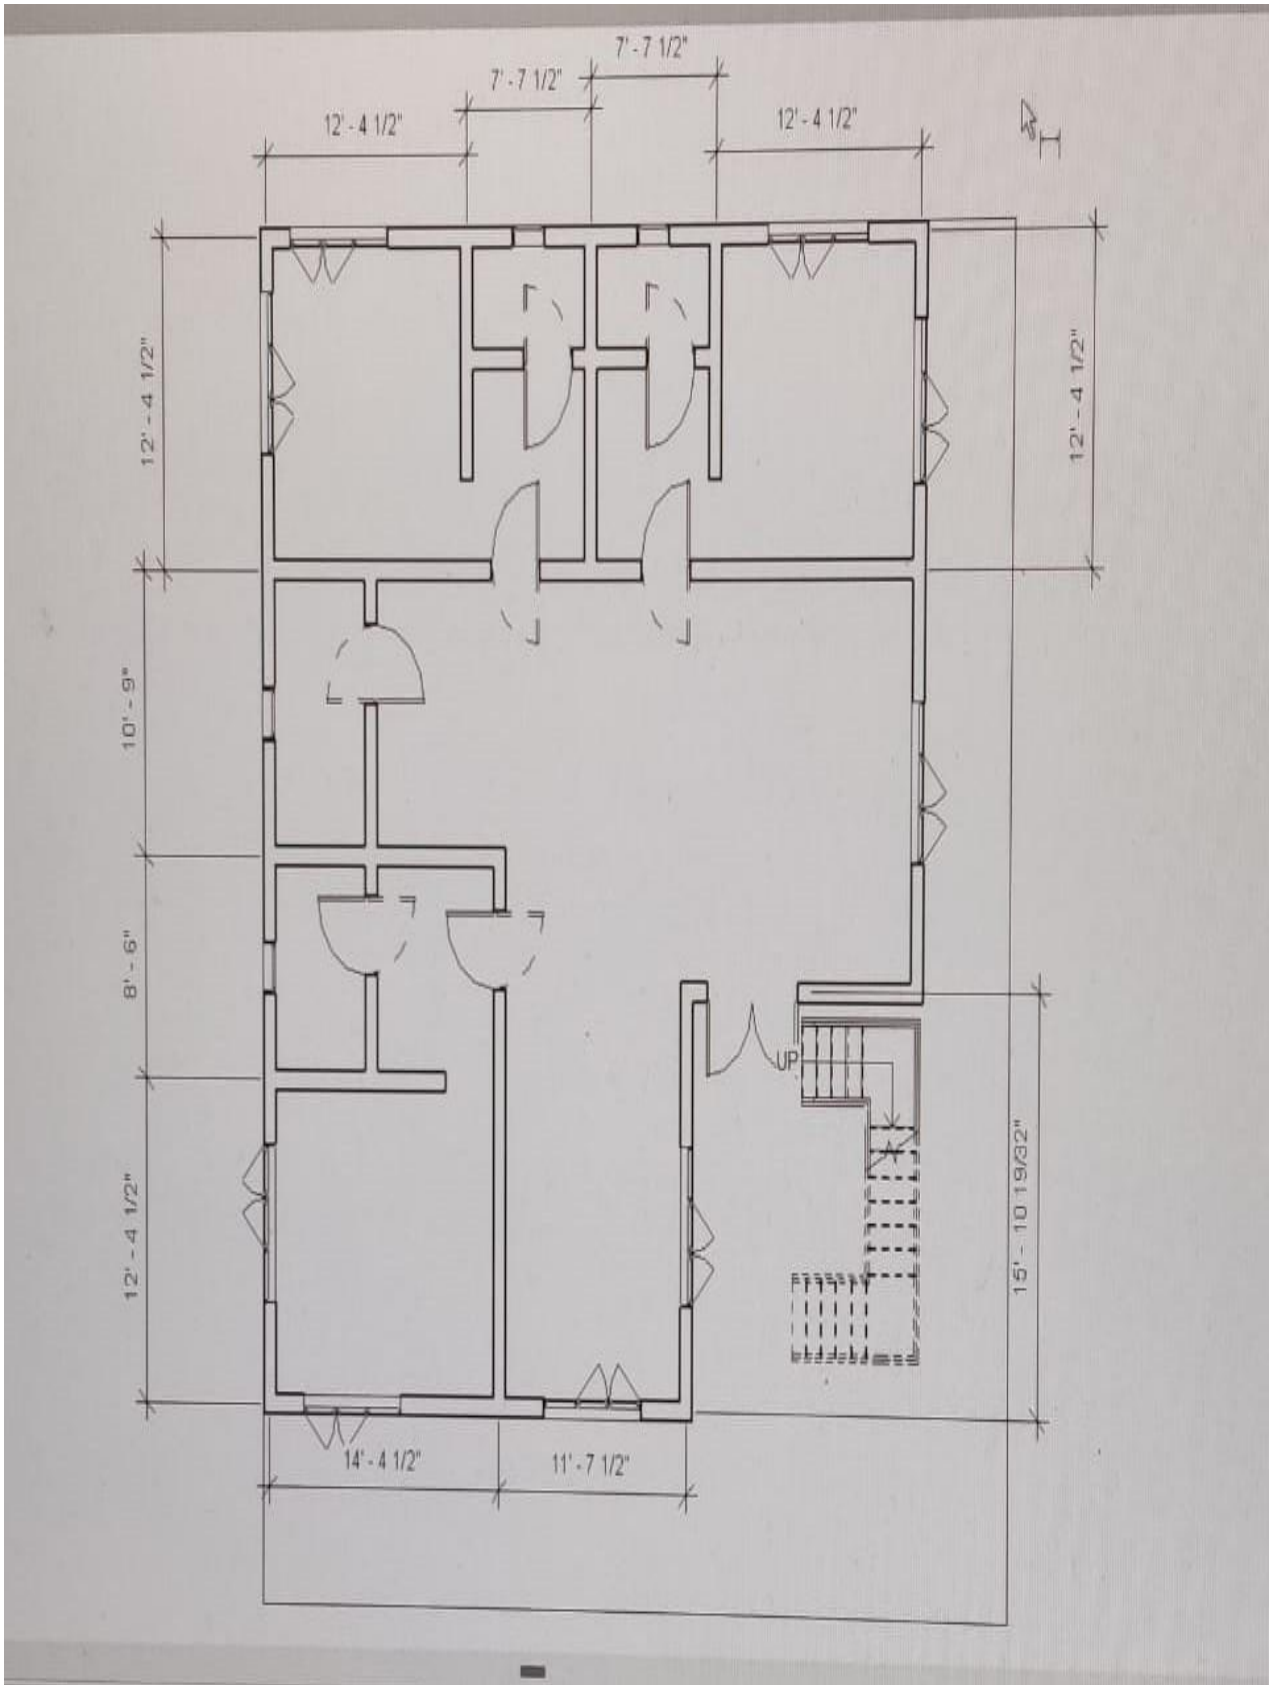 7' - 7 1/2"
7' - 7 1/2"
12' - 4 1/2"
12' - 4 1/2"
12' - 4 1/2"
12' - 4 1/2"
10' - 9"
8' - 6"
UP
12' - 4 1/2"
15' - 10 19/32"
14' - 4 1/2"
11' - 7 1/2"